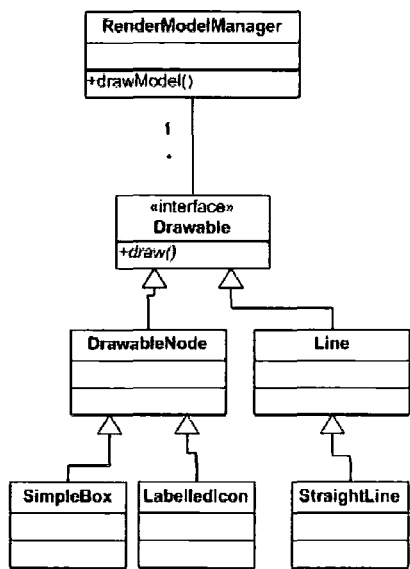 RenderModelManager
+drawModel()
1
*
«interface»
Drawable
+draw()
DrawableNode
Line
SimpleBox
LabelledIcon
StraightLine